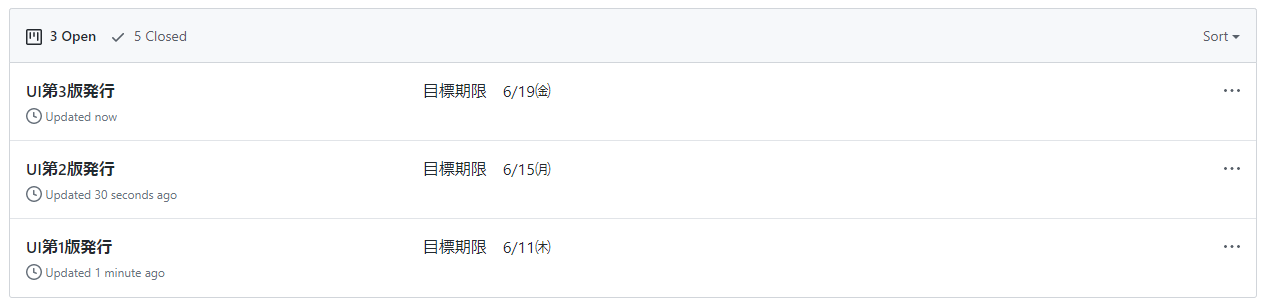 3 Open 5 Closed Sort
UI第3版発行 目標期限 6/19㈮
Updated now
UI第2版発行 目標期限 6/15㈪
Updated 30 seconds ago
UI第1版発行 目標期限 6/11㈭
Updated 1 minute ago